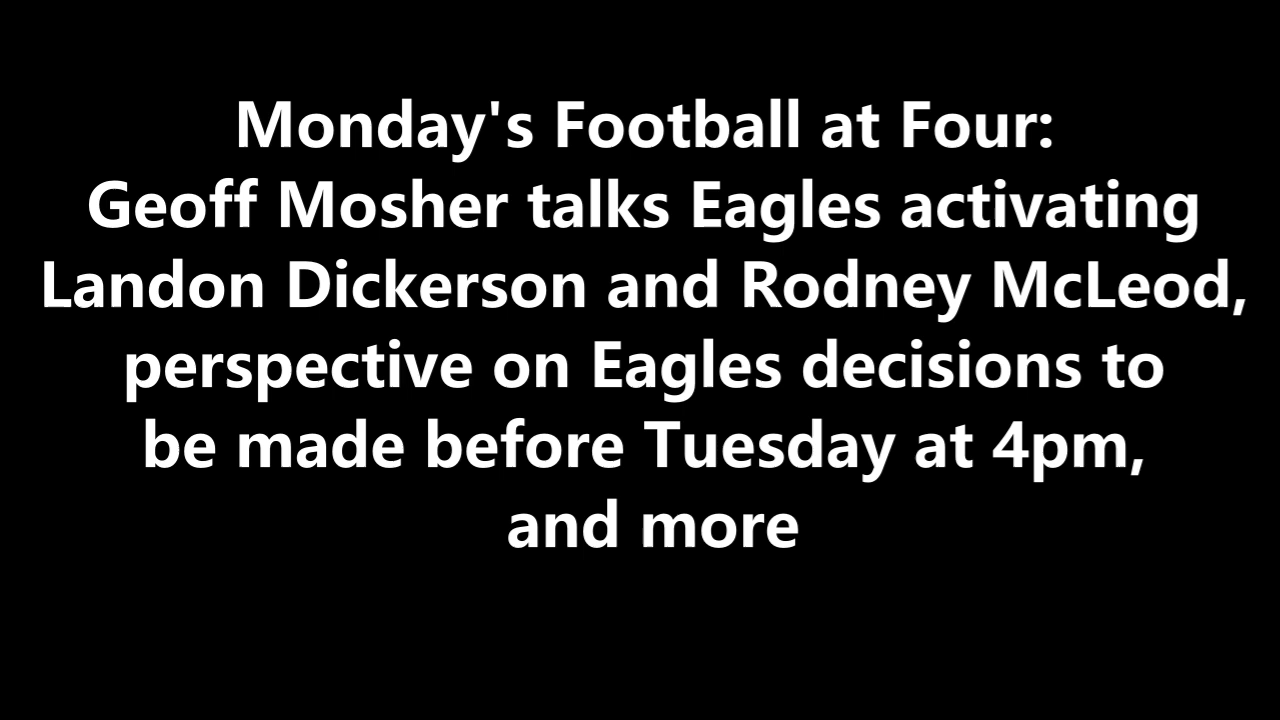 Monday's Football at Four:
Geoff Mosher talks Eagles activating
Landon Dickerson and Rodney McLeod,
perspective on Eagles decisions to
be made before Tuesday at 4pm,
and more